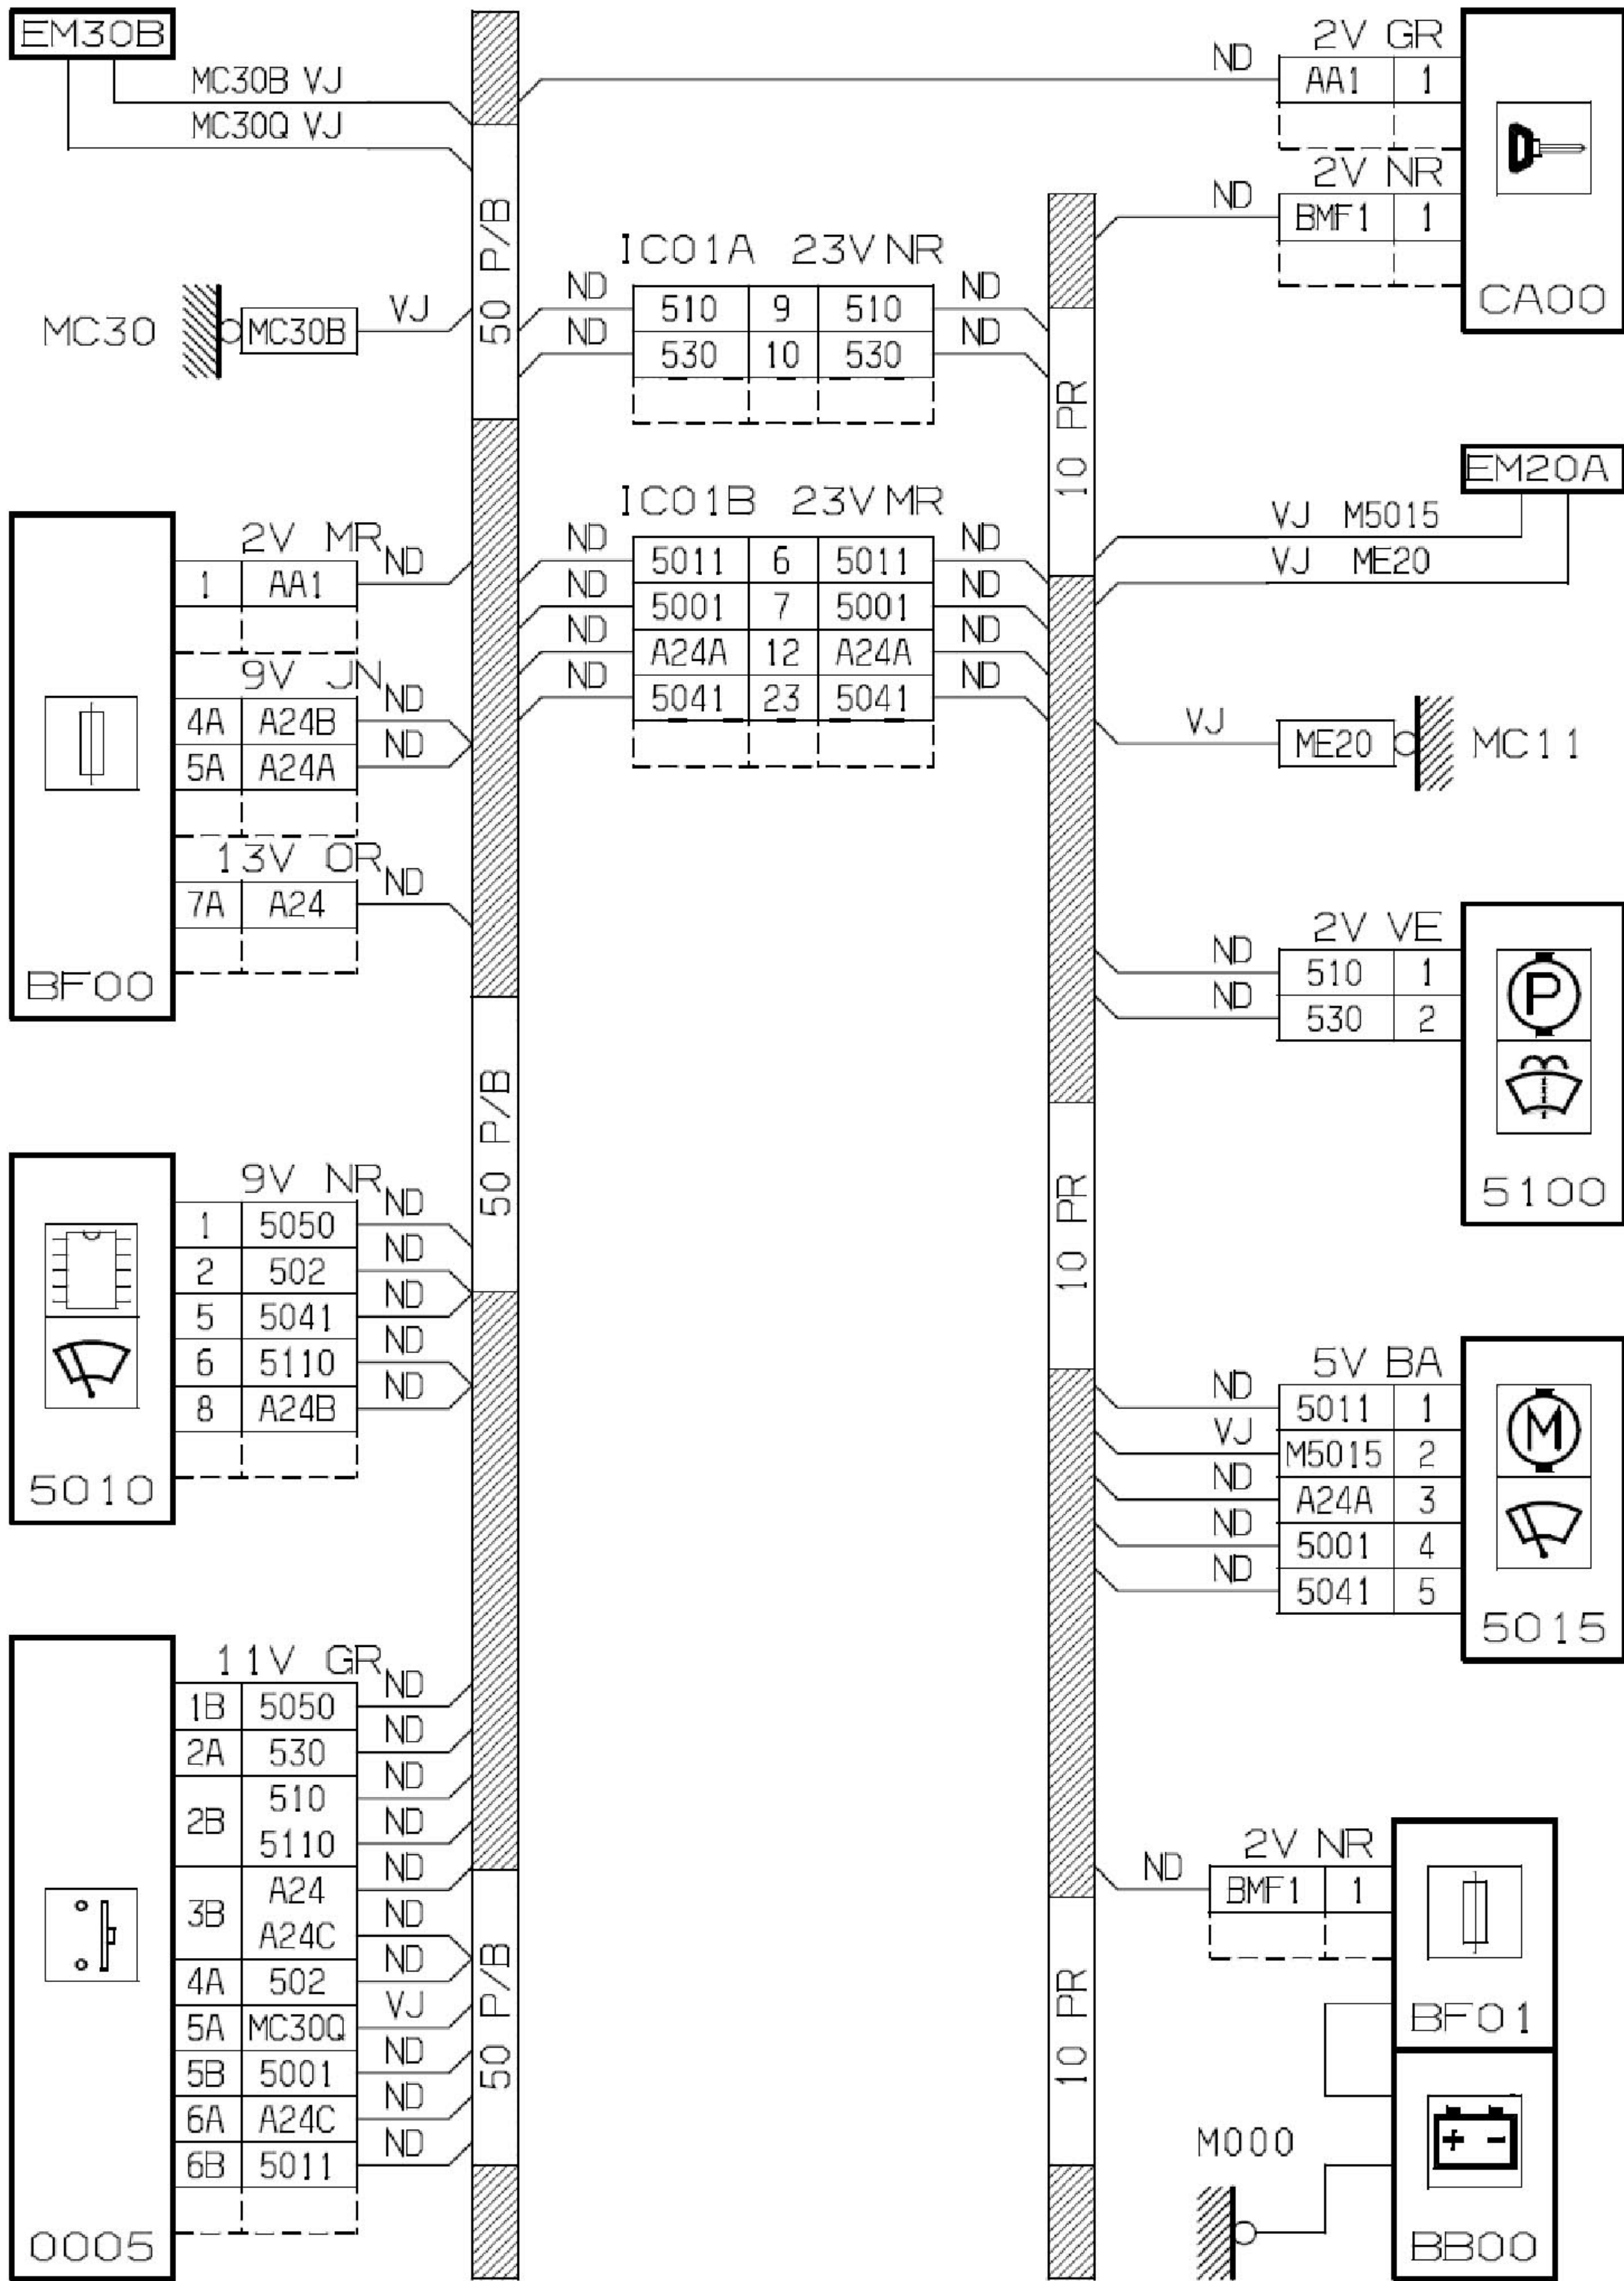 EM30B
MC30B VJ
MC30Q VJ
50 P/B
MC30
MC30B
VJ
2V MR
ND
1 AA1
9V JN
ND
4A A24B
ND
5A A24A
13V OR
ND
7A A24
BF00
50 P/B
9V NR
ND
1 5050
ND
2 502
ND
5 5041
ND
6 5110
ND
8 A24B
5010
11V GR
ND
1B 5050
ND
2A 530
ND
2B 510
ND
5110
ND
3B A24
ND
A24C
ND
4A 502
VJ
5A MC30Q
ND
5B 5001
ND
6A A24C
ND
6B 5011
0005
50 P/B
IC01A 23V NR
ND 510 9 510 ND
ND 530 10 530 ND
IC01B 23V MR
ND 5011 6 5011 ND
ND 5001 7 5001 ND
ND A24A 12 A24A ND
ND 5041 23 5041 ND
10 PR
2V GR
ND
AA1 1
2V NR
ND
BMF1 1
CA00
EM20A
VJ M5015
VJ ME20
VJ
ME20
MC11
2V VE
ND
510 1
ND
530 2
P
5100
10 PR
5V BA
ND
5011 1
VJ
M5015 2
ND
A24A 3
ND
5001 4
ND
5041 5
M
5015
2V NR
ND
BMF1 1
BF01
10 PR
M000
+ -
BB00